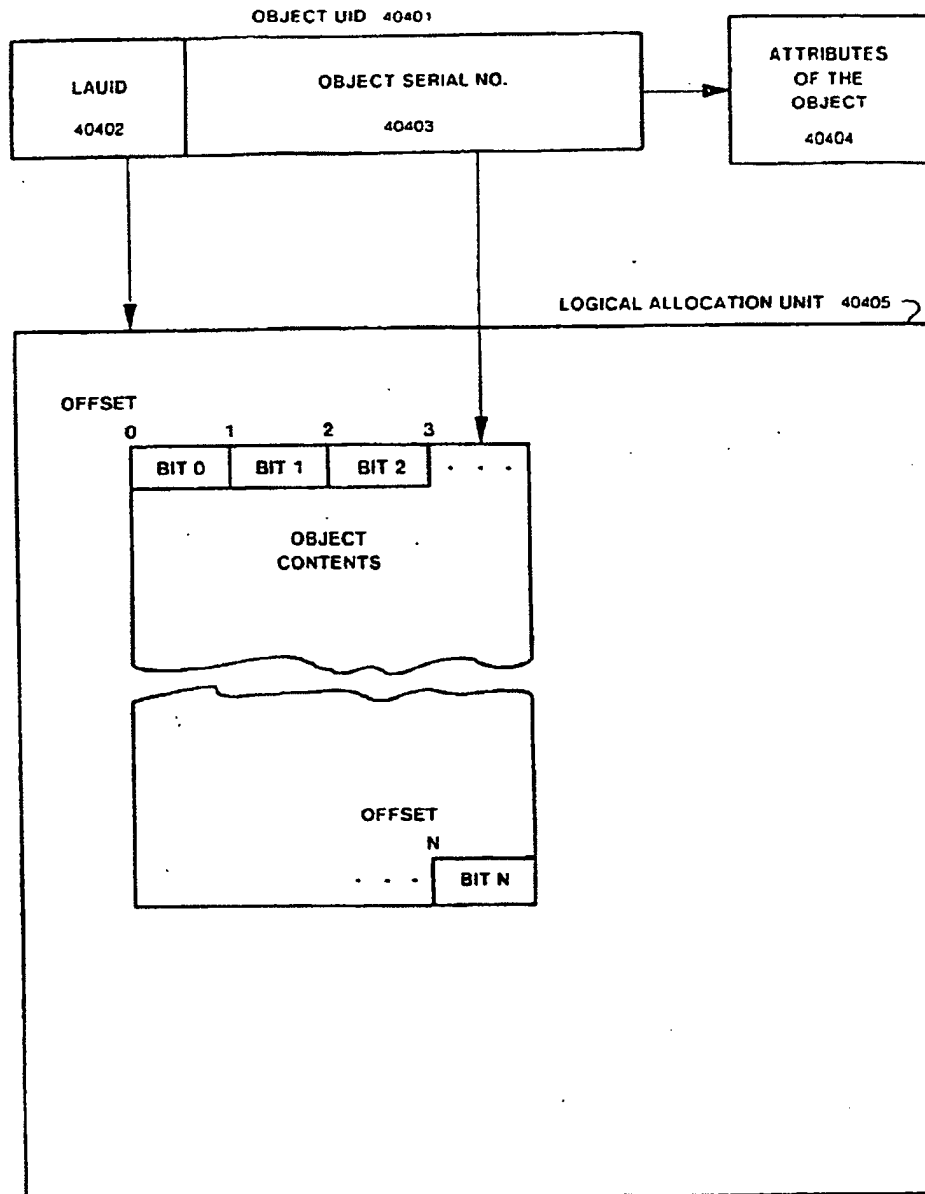 OBJECT UID 40401
LAUID
40402
OBJECT SERIAL NO.
40403
ATTRIBUTES
OF THE
OBJECT
40404
LOGICAL ALLOCATION UNIT 40405
OFFSET
0 1 2 3
BIT 0 BIT 1 BIT 2 . . .
OBJECT
CONTENTS
OFFSET
N
. . . BIT N